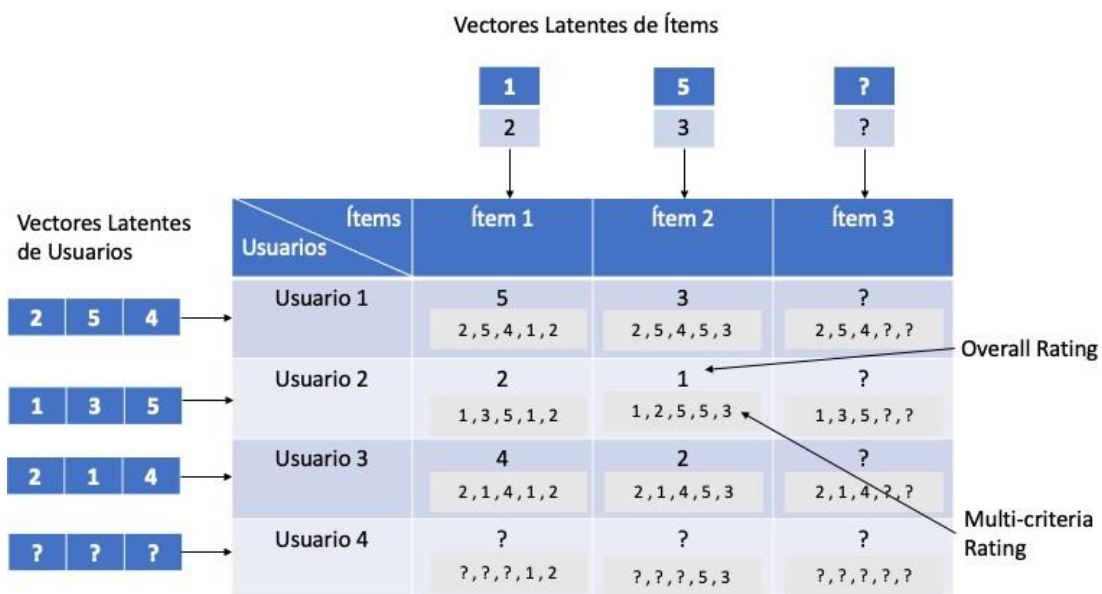 Vectores Latentes de Ítems
1 5 ?
2 3 ?
Vectores Latentes
de Usuarios
Ítems
Usuarios
Ítem 1 Ítem 2 Ítem 3
2 5 4
Usuario 1 5 3 ?
2 , 5 , 4 , 1 , 2 2 , 5 , 4 , 5 , 3 2 , 5 , 4 , ? , ?
Overall Rating
1 3 5
Usuario 2 2 1 ?
1 , 3 , 5 , 1 , 2 1 , 2 , 5 , 5 , 3 1 , 3 , 5 , ? , ?
2 1 4
Usuario 3 4 2 ?
2 , 1 , 4 , 1 , 2 2 , 1 , 4 , 5 , 3 2 , 1 , 4 , ? , ?
Multi-criteria
Rating
? ? ?
Usuario 4 ? ? ?
? , ? , ? , 1 , 2 ? , ? , ? , 5 , 3 ? , ? , ? , ? , ?